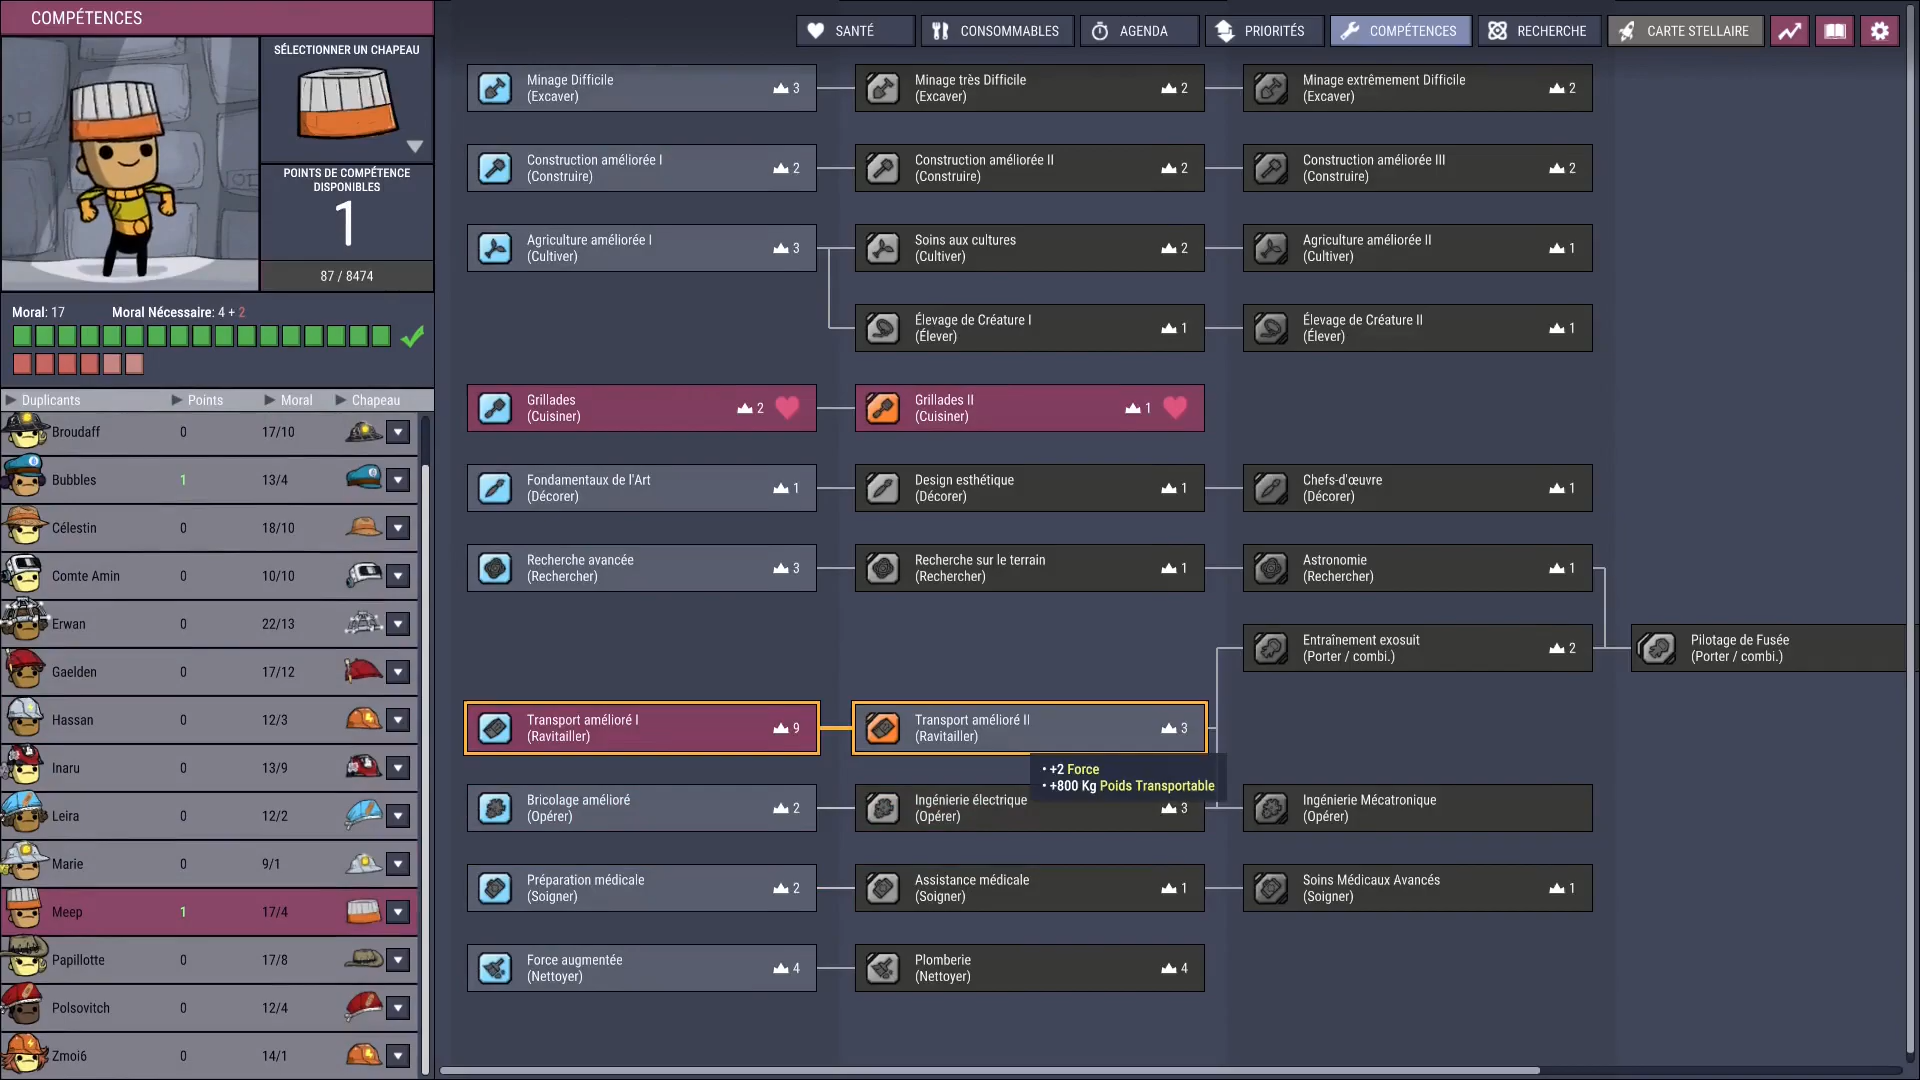 COMPÉTENCES
SANTÉ
CONSOMMABLES
AGENDA
PRIORITÉS
COMPÉTENCES
RECHERCHE
CARTE STELLAIRE
SÉLECTIONNER UN CHAPEAU
POINTS DE COMPÉTENCE
DISPONIBLES
1
87 / 8474
Moral: 17
Moral Nécessaire: 4 + 2
Duplicants Points Moral Chapeau
Broudaff 0 17/10
Bubbles 1 13/4
Célestin 0 18/10
Comte Amin 0 10/10
Erwan 0 22/13
Gaelden 0 17/12
Hassan 0 12/3
Inaru 0 13/9
Leira 0 12/2
Marie 0 9/1
Meep 1 17/4
Papillotte 0 17/8
Polsovitch 0 12/4
Zmoi6 0 14/1
Minage Difficile
(Excaver)
3
Minage très Difficile
(Excaver)
2
Minage extrêmement Difficile
(Excaver)
2
Construction améliorée I
(Construire)
2
Construction améliorée II
(Construire)
2
Construction améliorée III
(Construire)
2
Agriculture améliorée I
(Cultiver)
3
Soins aux cultures
(Cultiver)
2
Agriculture améliorée II
(Cultiver)
1
Élevage de Créature I
(Élever)
1
Élevage de Créature II
(Élever)
1
Grillades
(Cuisiner)
2
Grillades II
(Cuisiner)
1
Fondamentaux de l'Art
(Décorer)
1
Design esthétique
(Décorer)
1
Chefs-d'œuvre
(Décorer)
1
Recherche avancée
(Rechercher)
3
Recherche sur le terrain
(Rechercher)
1
Astronomie
(Rechercher)
1
Entraînement exosuit
(Porter / combi.)
2
Pilotage de Fusée
(Porter / combi.)
Transport amélioré I
(Ravitailler)
9
Transport amélioré II
(Ravitailler)
3
• +2 Force
• +800 Kg Poids Transportable
Bricolage amélioré
(Opérer)
2
Ingénierie électrique
(Opérer)
3
Ingénierie Mécatronique
(Opérer)
Préparation médicale
(Soigner)
2
Assistance médicale
(Soigner)
1
Soins Médicaux Avancés
(Soigner)
1
Force augmentée
(Nettoyer)
4
Plomberie
(Nettoyer)
4